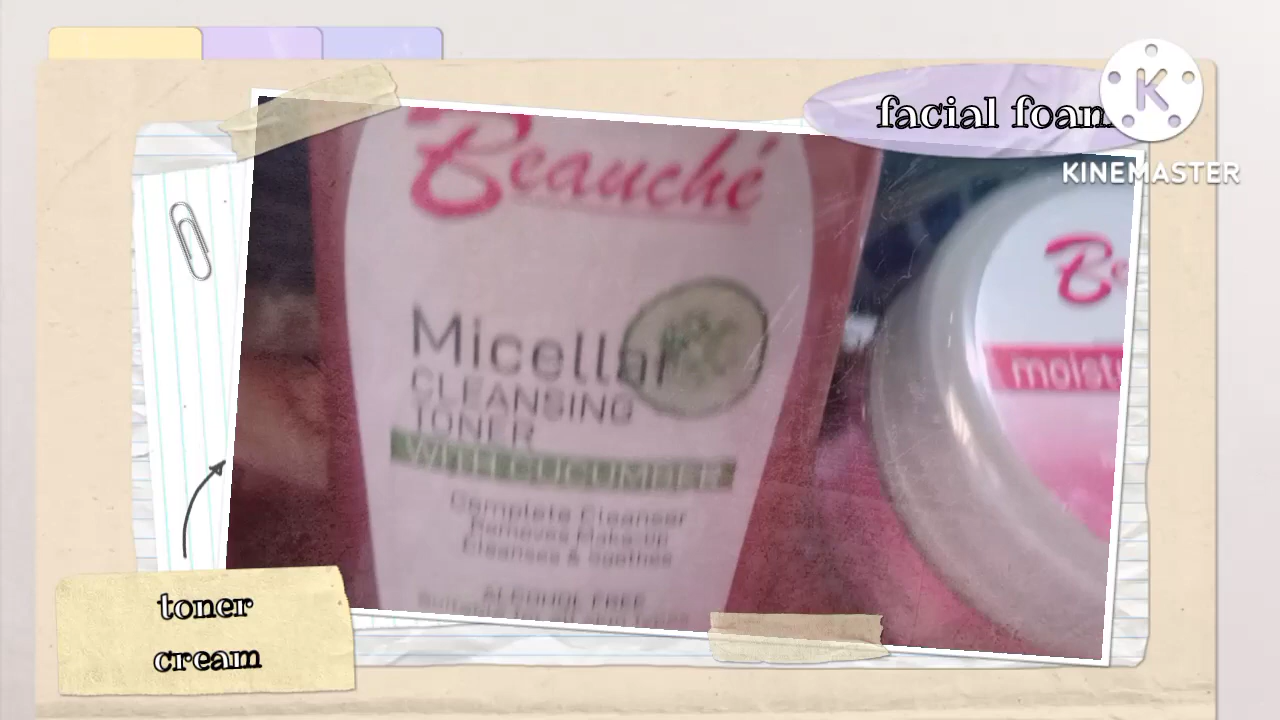 facial foam
KINEMASTER
Beauché
Micellar
CLEANSING
TONER
WITH CUCUMBER
Complete Cleanser
Removes Make-up
Cleanses & Soothes
ALCOHOL FREE
moist
toner
cream